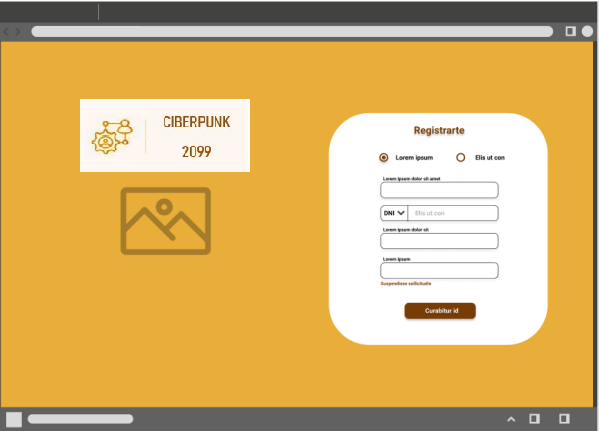 CIBERPUNK
2099
Registrarte
Lorem ipsum
Elis ut con
Lorem ipsum dolor sit amet
DNI
Elis ut con
Lorem ipsum dolor sit
Lorem ipsum
Suspendisse sollicitudin
Curabitur id